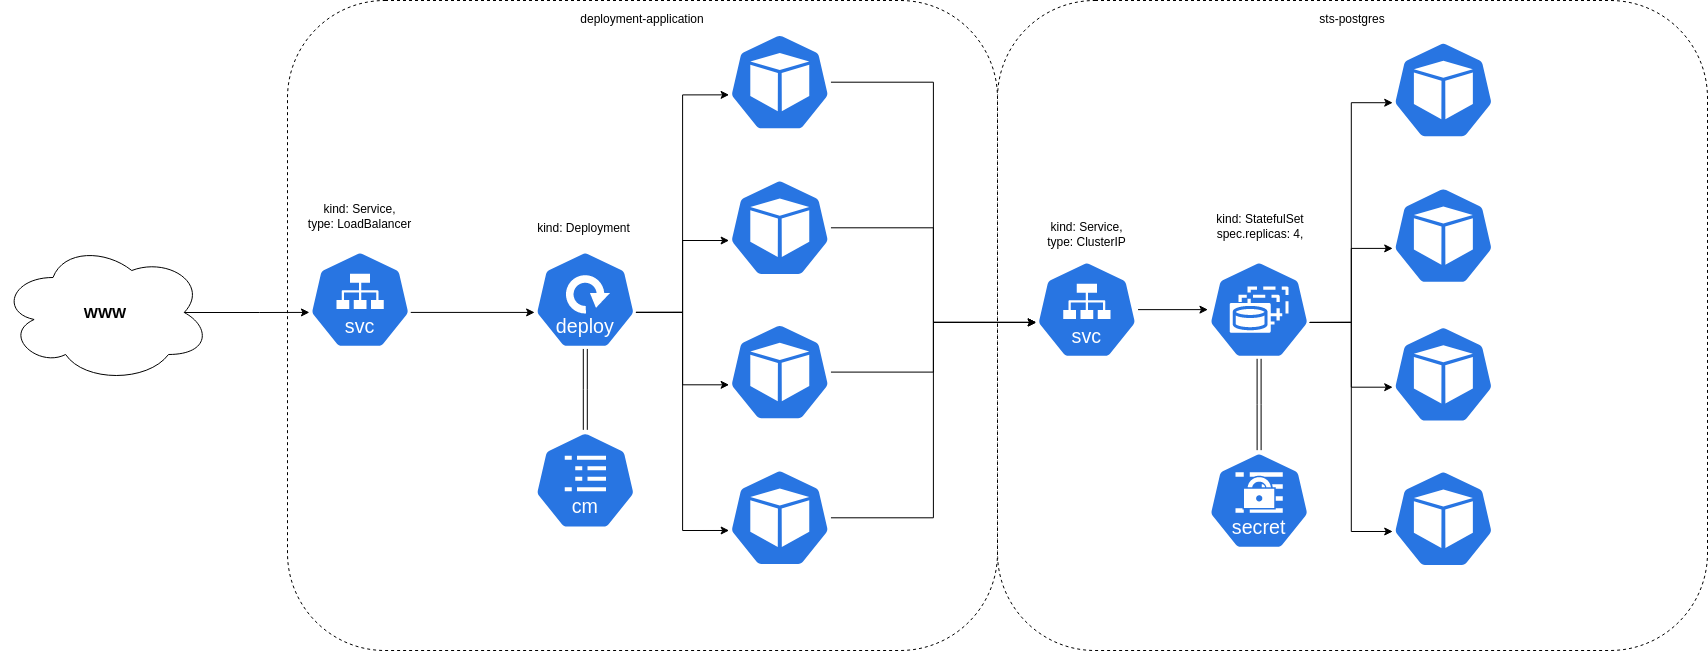 deployment-application
sts-postgres
kind: Service,
type: LoadBalancer
kind: Deployment
kind: Service,
type: ClusterIP
kind: StatefulSet
spec.replicas: 4,
www
svc
deploy
svc
cm
secret